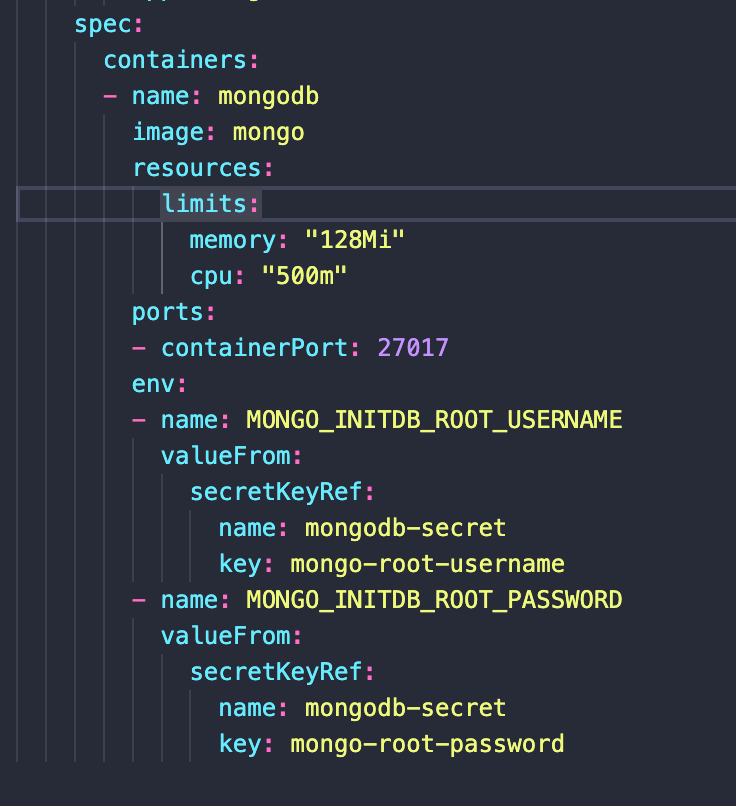 spec:
containers:
- name: mongodb
image: mongo
resources:
limits:
memory: "128Mi"
cpu: "500m"
ports:
- containerPort: 27017
env:
- name: MONGO_INITDB_ROOT_USERNAME
valueFrom:
secretKeyRef:
name: mongodb-secret
key: mongo-root-username
- name: MONGO_INITDB_ROOT_PASSWORD
valueFrom:
secretKeyRef:
name: mongodb-secret
key: mongo-root-password